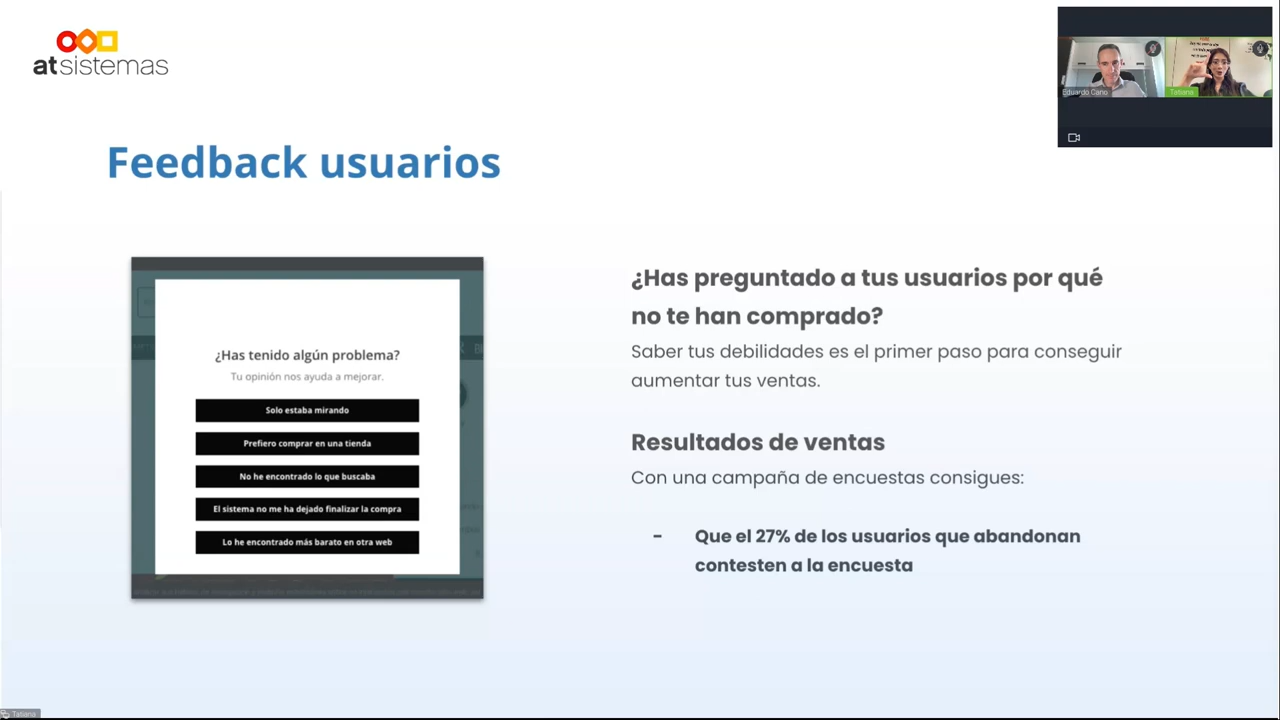 atsistemas
Eduardo Cano
Tatiana
Feedback usuarios
¿Has tenido algún problema?
Tu opinión nos ayuda a mejorar.
Solo estaba mirando
Prefiero comprar en una tienda
No he encontrado lo que buscaba
El sistema no me ha dejado finalizar la compra
Lo he encontrado más barato en otra web
¿Has preguntado a tus usuarios por qué
no te han comprado?
Saber tus debilidades es el primer paso para conseguir
aumentar tus ventas.
Resultados de ventas
Con una campaña de encuestas consigues:
- Que el 27% de los usuarios que abandonan
contesten a la encuesta
Tatiana